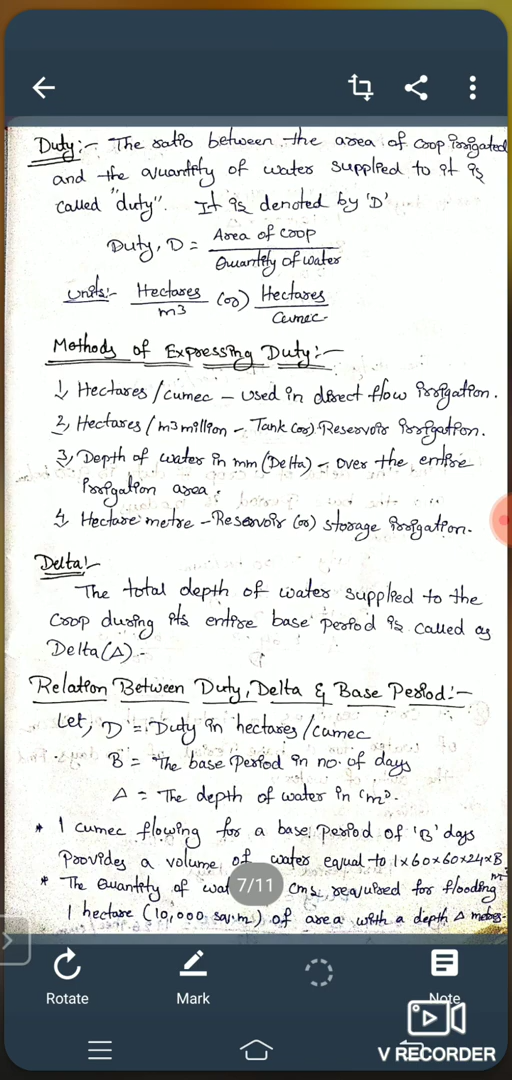 Duty:- The ratio between the area of crop irrigated
and the quantity of water supplied to it is
called "duty". It is denoted by 'D'
Duty, D = Area of crop / Quantity of water
Units:- Hectares / m3 (or) Hectares / Cumec.
Methods of Expressing Duty:-
1, Hectares / cumec - used in direct flow irrigation.
2, Hectares / m3 million - Tank (or) Reservoir irrigation.
3, Depth of water in mm (Delta) - over the entire
irrigation area.
4, Hectare metre - Reservoir (or) storage irrigation.
Delta:-
The total depth of water supplied to the
crop during its entire base period is called as
Delta (Δ).
Relation Between Duty, Delta & Base Period:-
Let, D = Duty in hectares/cumec
B = The base period in no. of days
Δ = The depth of water in 'm'.
* 1 cumec flowing for a base period of 'B' days
Provides a volume of water equal to 1×60×60×24×B m3
* The Quantity of wat 7/11 cms, required for flooding
1 hectare (10,000 sqv.m) of area with a depth Δ metres-
Rotate
Mark
Note
V RECORDER